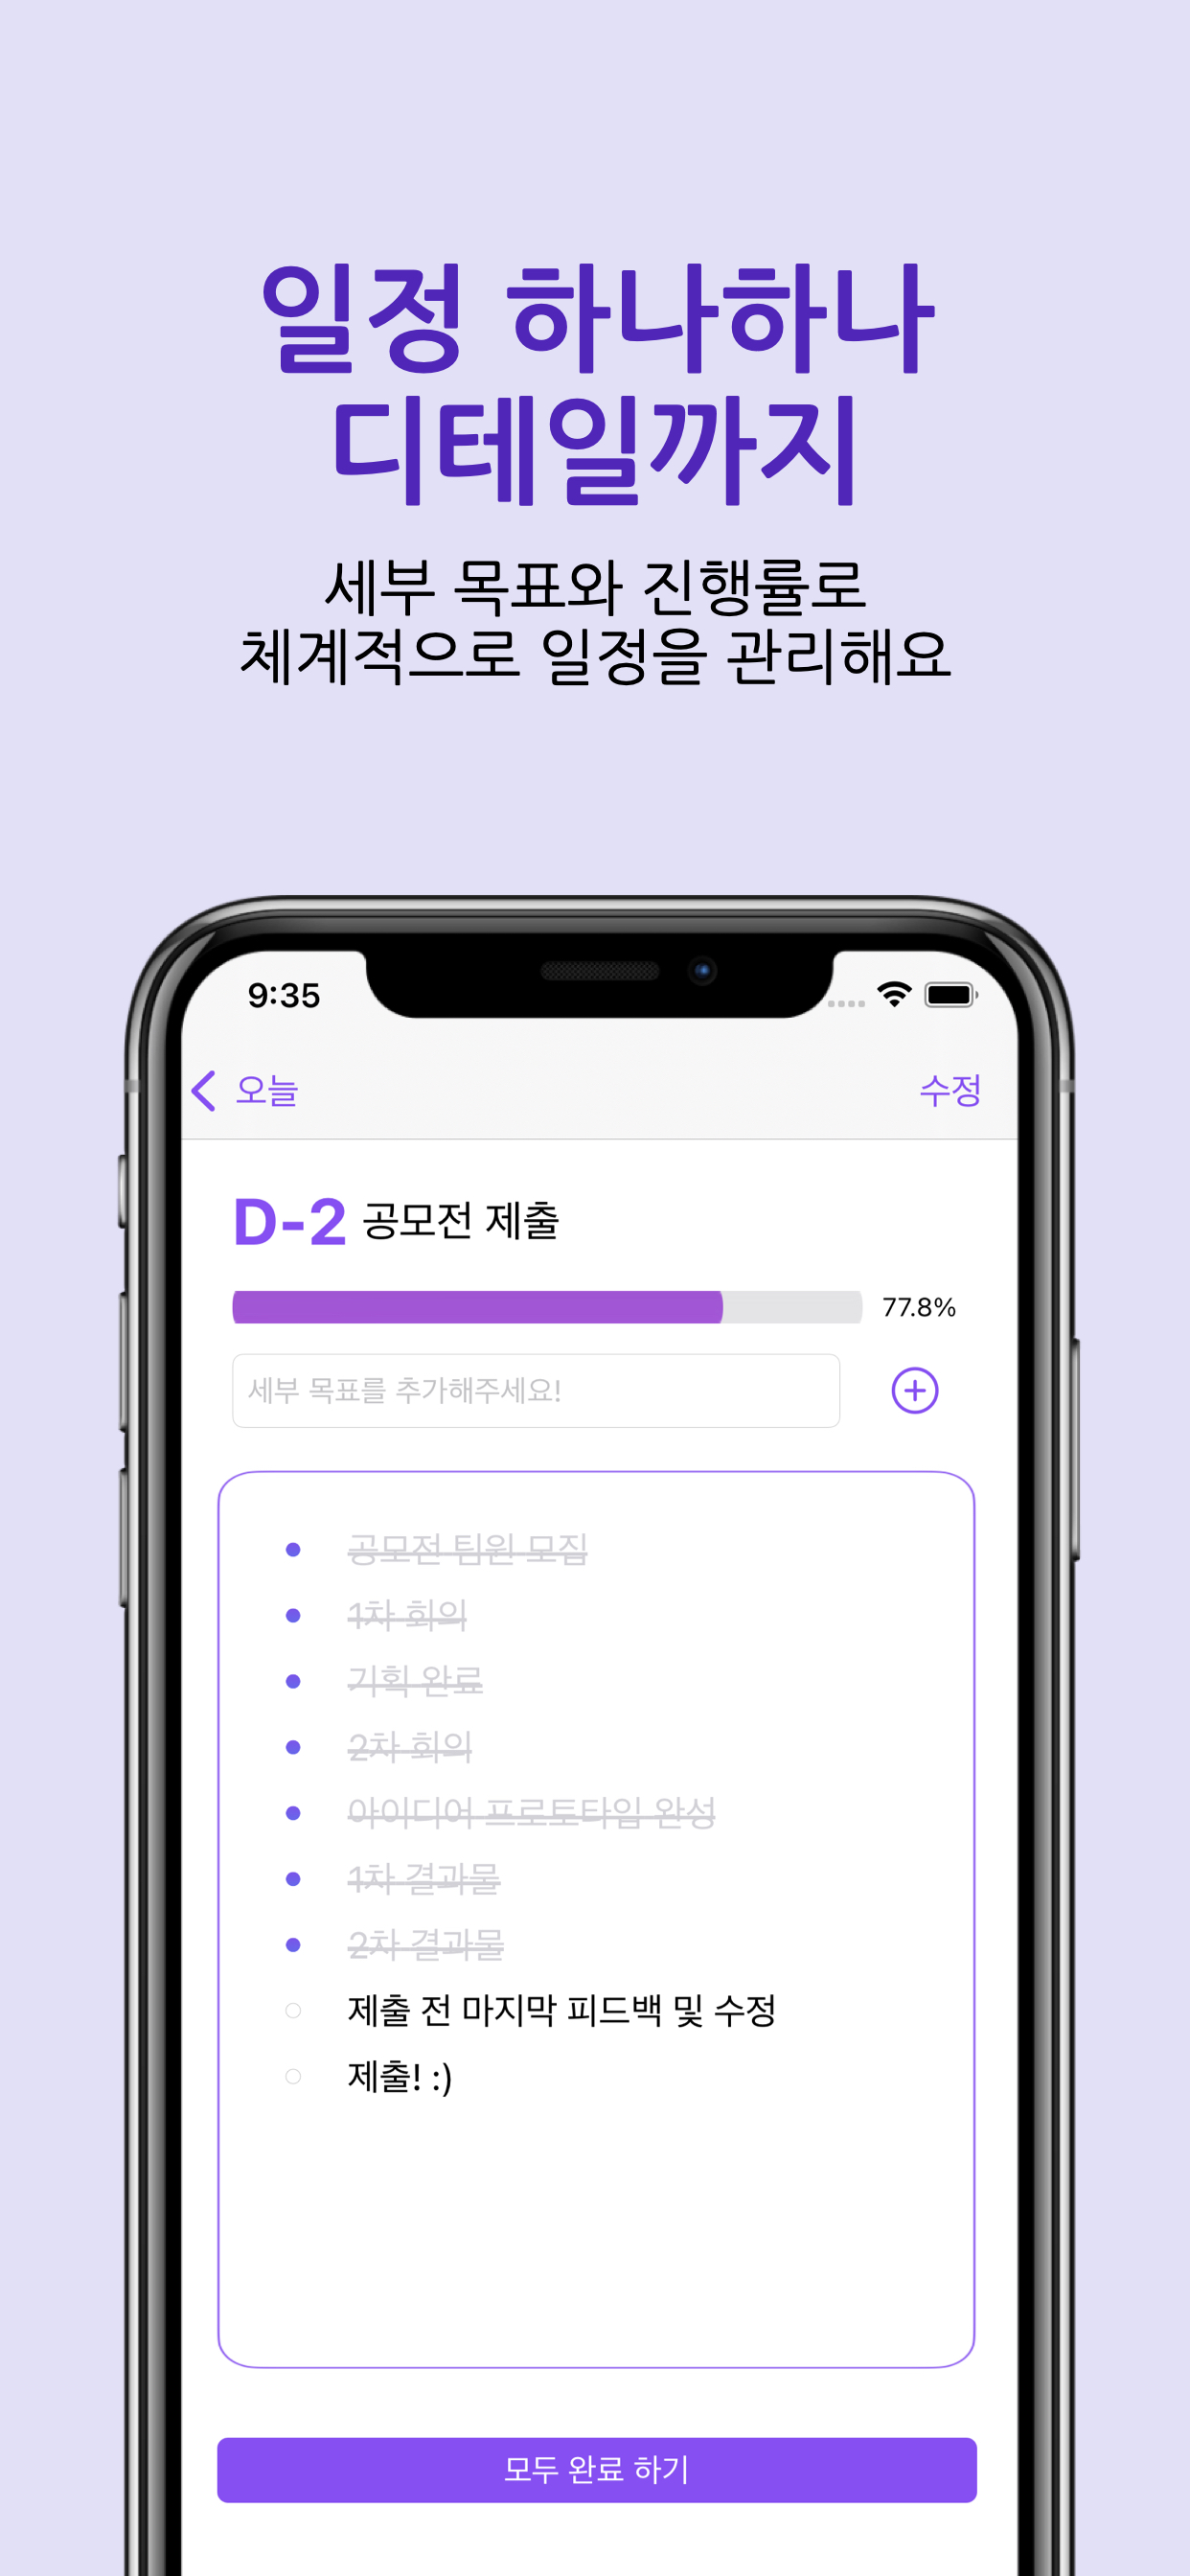 일정 하나하나
디테일까지
세부 목표와 진행률로
체계적으로 일정을 관리해요
9:35
오늘
수정
D-2 공모전 제출
77.8%
세부 목표를 추가해주세요!
공모전 팀원 모집
1차 회의
기획 완료
2차 회의
아이디어 프로토타입 완성
1차 결과물
2차 결과물
제출 전 마지막 피드백 및 수정
제출! :)
모두 완료 하기